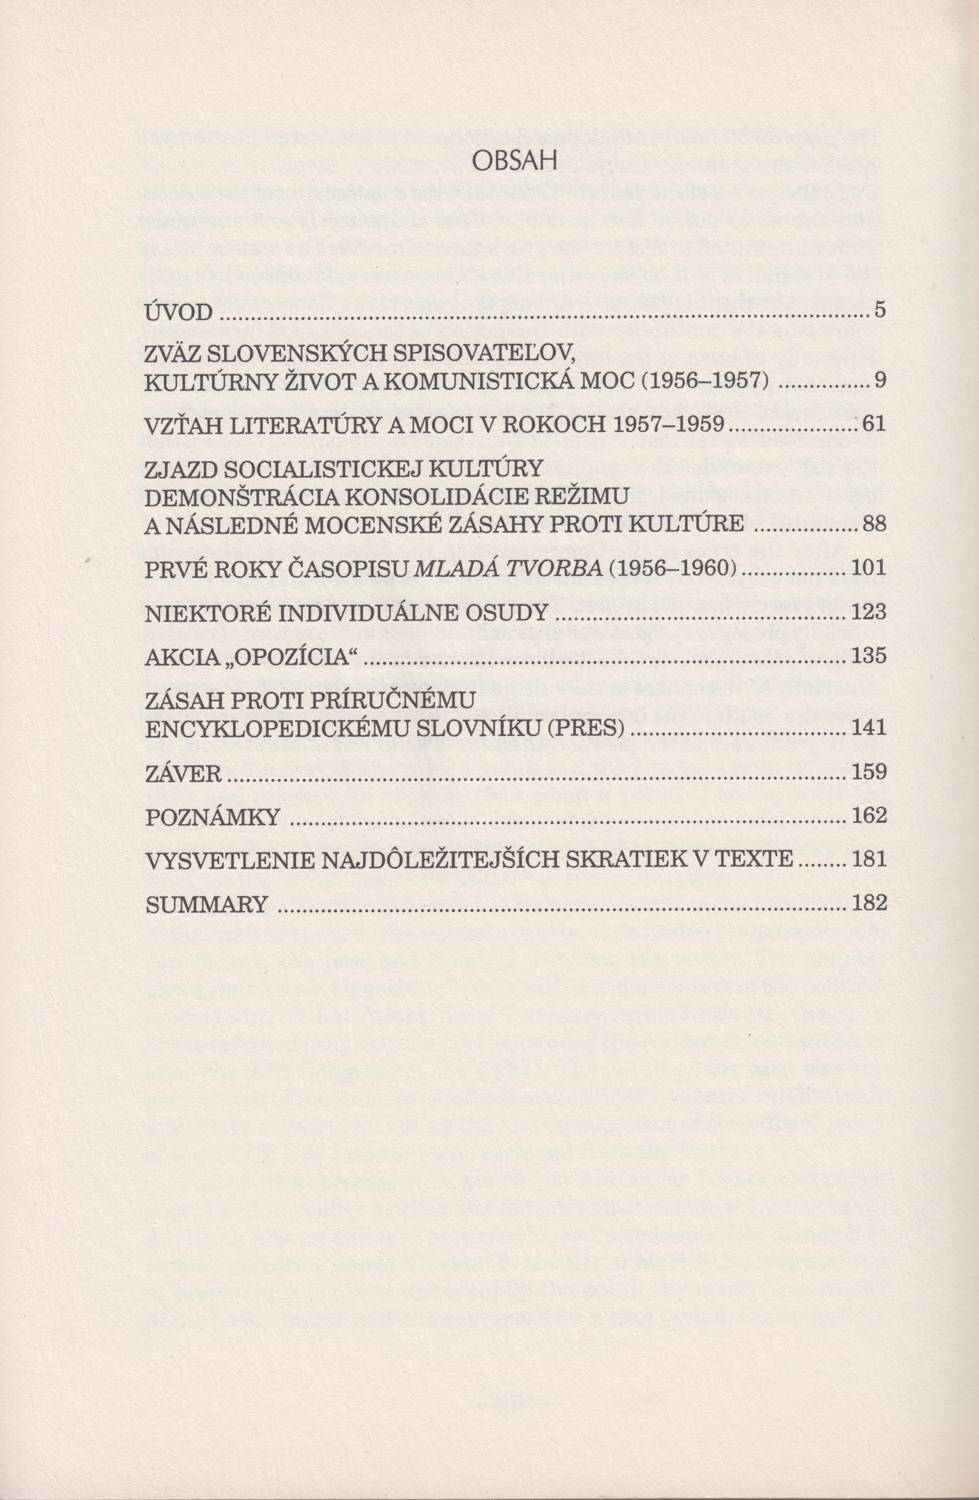 OBSAH
ÚVOD ........................................................................................................ 5
ZVÄZ SLOVENSKÝCH SPISOVATEĽOV,
KULTÚRNY ŽIVOT A KOMUNISTICKÁ MOC (1956–1957) ............... 9
VZŤAH LITERATÚRY A MOCI V ROKOCH 1957–1959 .................... 61
ZJAZD SOCIALISTICKEJ KULTÚRY
DEMONŠTRÁCIA KONSOLIDÁCIE REŽIMU
A NÁSLEDNÉ MOCENSKÉ ZÁSAHY PROTI KULTÚRE ................. 88
PRVÉ ROKY ČASOPISU MLADÁ TVORBA (1956–1960) ................. 101
NIEKTORÉ INDIVIDUÁLNE OSUDY ............................................... 123
AKCIA „OPOZÍCIA“ ............................................................................. 135
ZÁSAH PROTI PRÍRUČNÉMU
ENCYKLOPEDICKÉMU SLOVNÍKU (PRES) ................................... 141
ZÁVER ................................................................................................... 159
POZNÁMKY ......................................................................................... 162
VYSVETLENIE NAJDÔLEŽITEJŠÍCH SKRATIEK V TEXTE ........ 181
SUMMARY ........................................................................................... 182